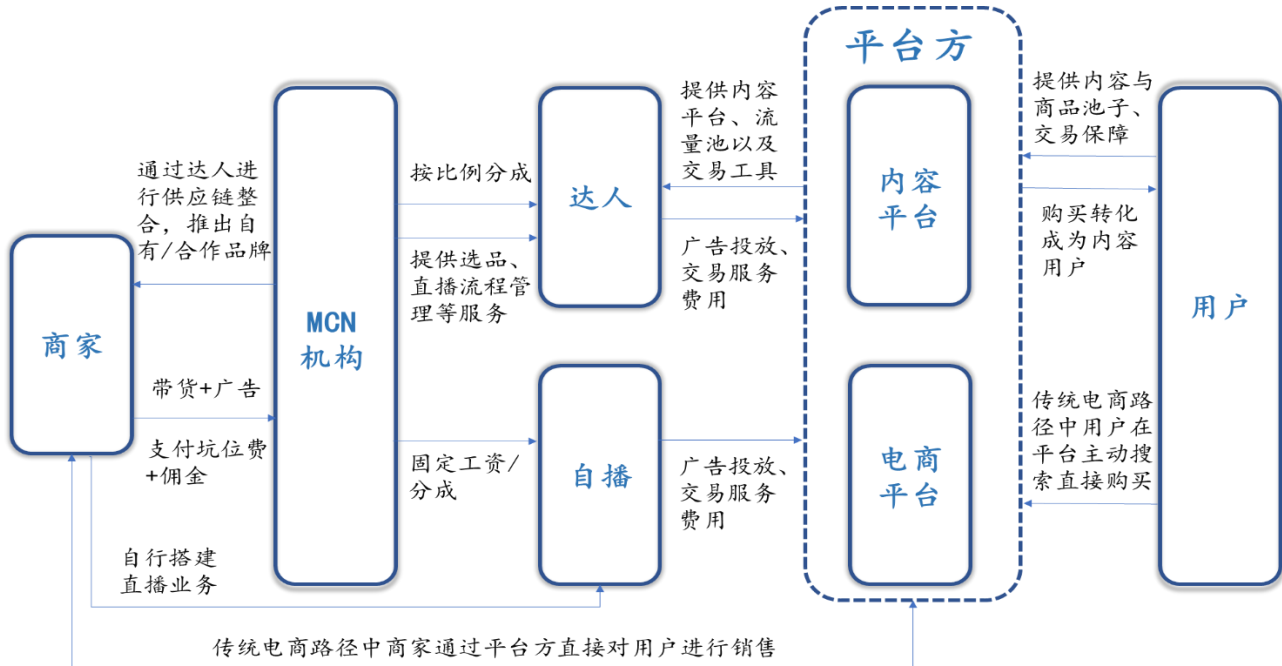 平台方
提供内容
平台、流
量池以及
交易工具
提供内容与
商品池子、
交易保障
通过达人进
行供应链整
合，推出自
有/合作品牌
按比例分成
达人
内容
平台
购买转化
成为内容
用户
广告投放、
交易服务
费用
提供选品、
直播流程管
理等服务
商家
MCN
机构
用户
带货+广告
支付坑位费
+佣金
固定工资/
分成
自播
广告投放、
交易服务
费用
电商
平台
传统电商路
径中用户在
平台主动搜
索直接购买
自行搭建
直播业务
传统电商路径中商家通过平台方直接对用户进行销售